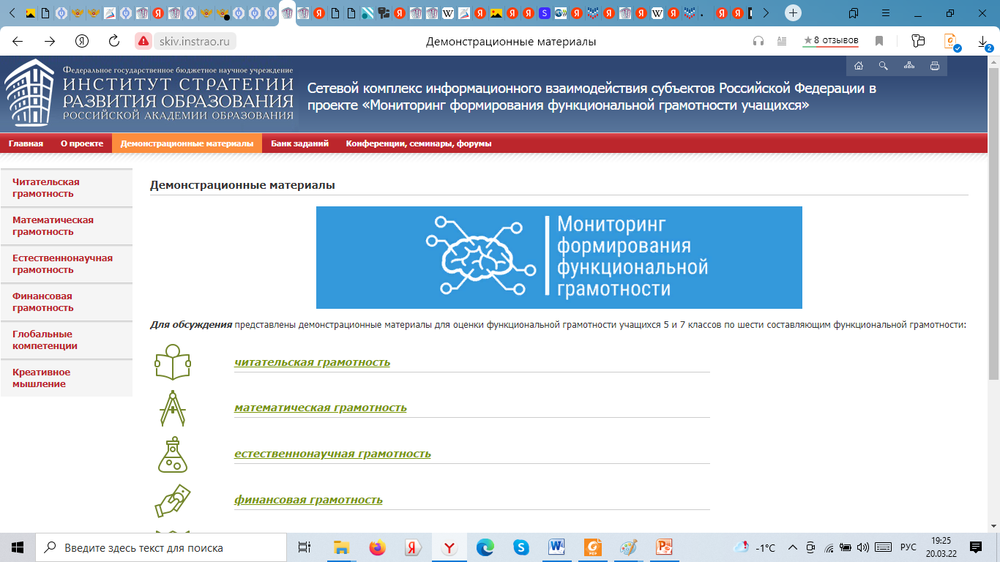 skiv.instrao.ru
Демонстрационные материалы
8 отзывов
2
Федеральное государственное бюджетное научное учреждение
ИНСТИТУТ СТРАТЕГИИ
РАЗВИТИЯ ОБРАЗОВАНИЯ
РОССИЙСКОЙ АКАДЕМИИ ОБРАЗОВАНИЯ
Сетевой комплекс информационного взаимодействия субъектов Российской Федерации в
проекте «Мониторинг формирования функциональной грамотности учащихся»
Главная О проекте Демонстрационные материалы Банк заданий Конференции, семинары, форумы
Читательская
грамотность
Математическая
грамотность
Естественнонаучная
грамотность
Финансовая
грамотность
Глобальные
компетенции
Креативное
мышление
Демонстрационные материалы
Мониторинг
формирования
функциональной
грамотности
Для обсуждения представлены демонстрационные материалы для оценки функциональной грамотности учащихся 5 и 7 классов по шести составляющим функциональной грамотности:
читательская грамотность
математическая грамотность
естественнонаучная грамотность
финансовая грамотность
Введите здесь текст для поиска
-1°C
РУС
19:25
20.03.22